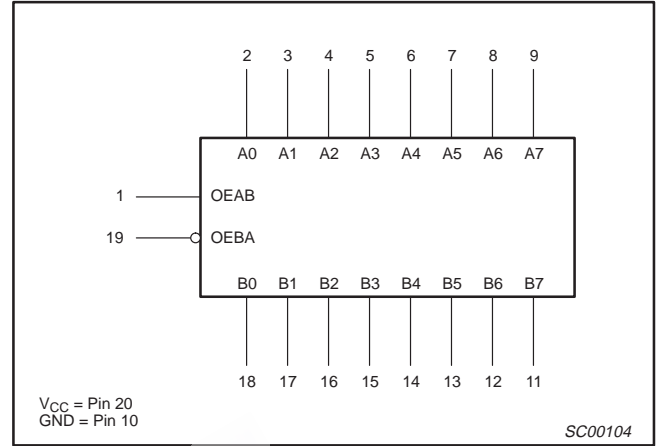 2 3 4 5 6 7 8 9
A0 A1 A2 A3 A4 A5 A6 A7
1 OEAB
19 OEBA
B0 B1 B2 B3 B4 B5 B6 B7
18 17 16 15 14 13 12 11
VCC = Pin 20
GND = Pin 10
SC00104